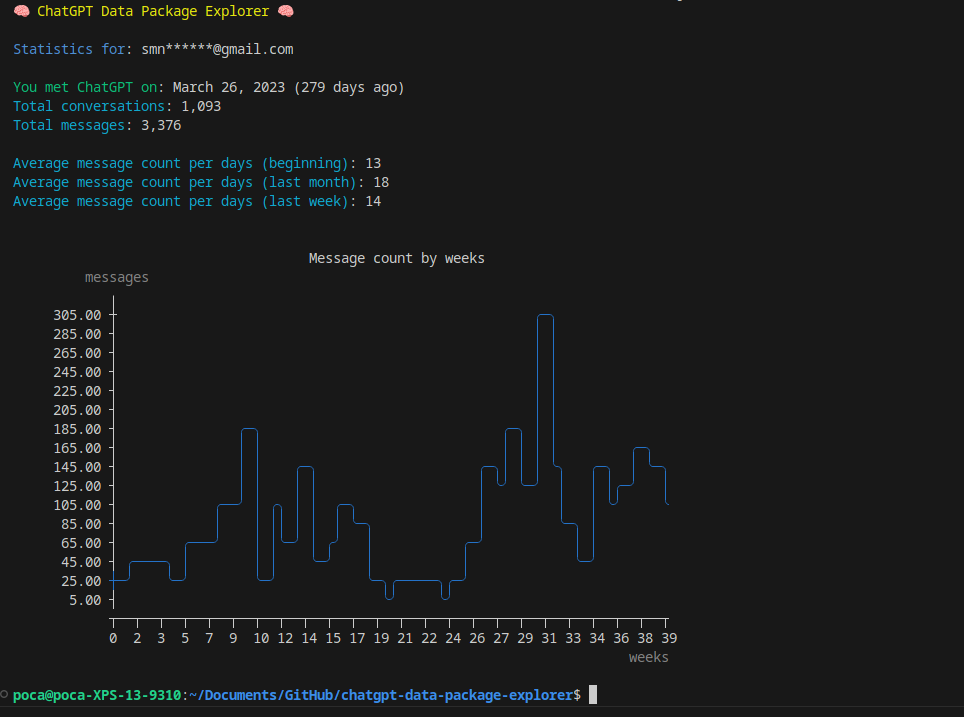 🧠 ChatGPT Data Package Explorer 🧠
Statistics for: smn******@gmail.com
You met ChatGPT on: March 26, 2023 (279 days ago)
Total conversations: 1,093
Total messages: 3,376
Average message count per days (beginning): 13
Average message count per days (last month): 18
Average message count per days (last week): 14
Message count by weeks
messages
305.00
285.00
265.00
245.00
225.00
205.00
185.00
165.00
145.00
125.00
105.00
85.00
65.00
45.00
25.00
5.00
0 2 3 5 7 9 10 12 14 15 17 19 21 22 24 26 27 29 31 33 34 36 38 39
weeks
poca@poca-XPS-13-9310:~/Documents/GitHub/chatgpt-data-package-explorer$